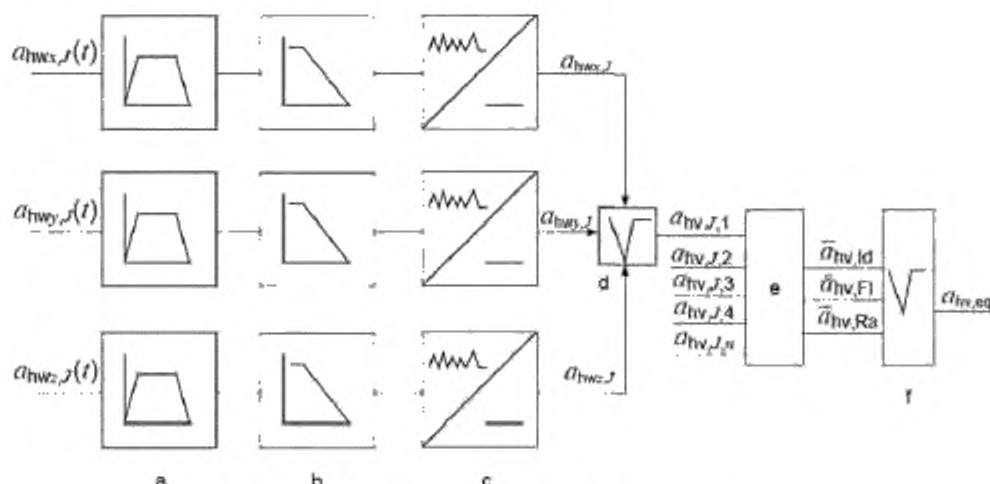 a_hwx,J(t)
a_hwx,J
a_hwy,J(t)
a_hwy,J
a_hv,J,1
a_hv,J,2
a_hv,J,3
a_hv,J,4
a_hv,J,n
d
e
ā_hv,Id
ā_hv,Fl
ā_hv,Ra
a_hv,eq
f
a_hwz,J(t)
a_hwz,J
a b c